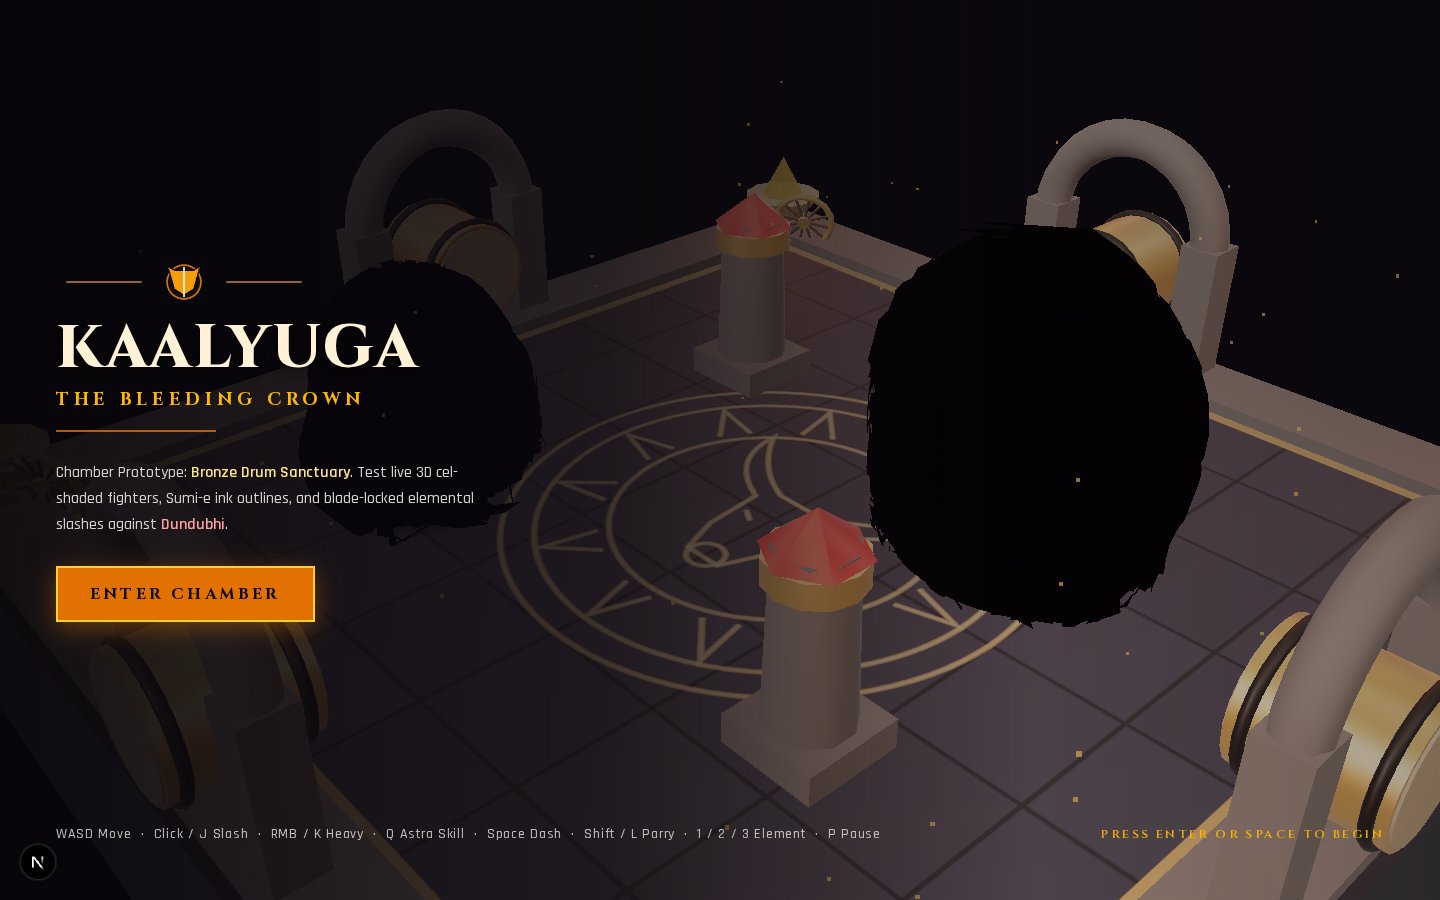 KAALYUGA
THE BLEEDING CROWN
Chamber Prototype: Bronze Drum Sanctuary. Test live 3D cel-
shaded fighters, Sumi-e ink outlines, and blade-locked elemental
slashes against Dundubhi.
ENTER CHAMBER
WASD Move · Click / J Slash · RMB / K Heavy · Q Astra Skill · Space Dash · Shift / L Parry · 1 / 2 / 3 Element · P Pause
PRESS ENTER OR SPACE TO BEGIN
N